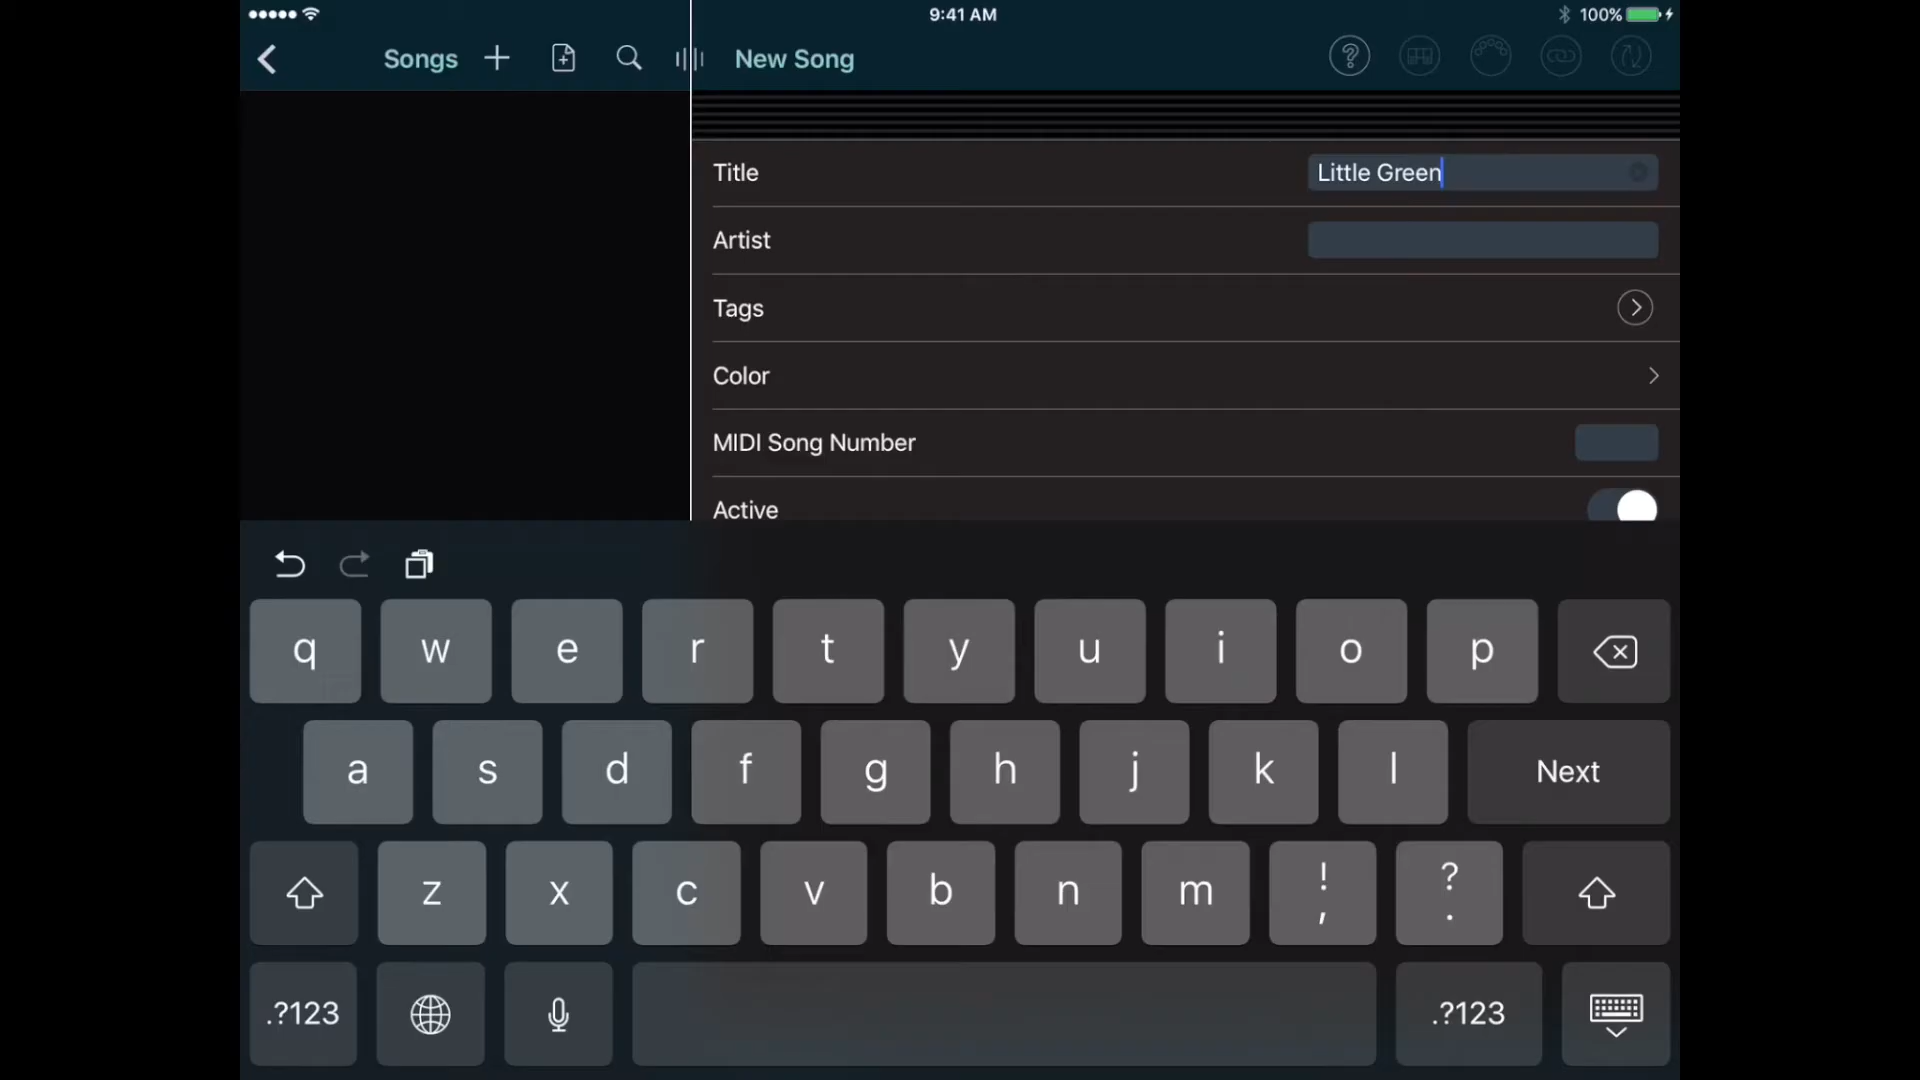 9:41 AM
100%
Songs
New Song
Title
Little Green
Artist
Tags
Color
MIDI Song Number
Active
q w e r t y u i o p
a s d f g h j k l Next
z x c v b n m ! , ? .
.?123 .?123